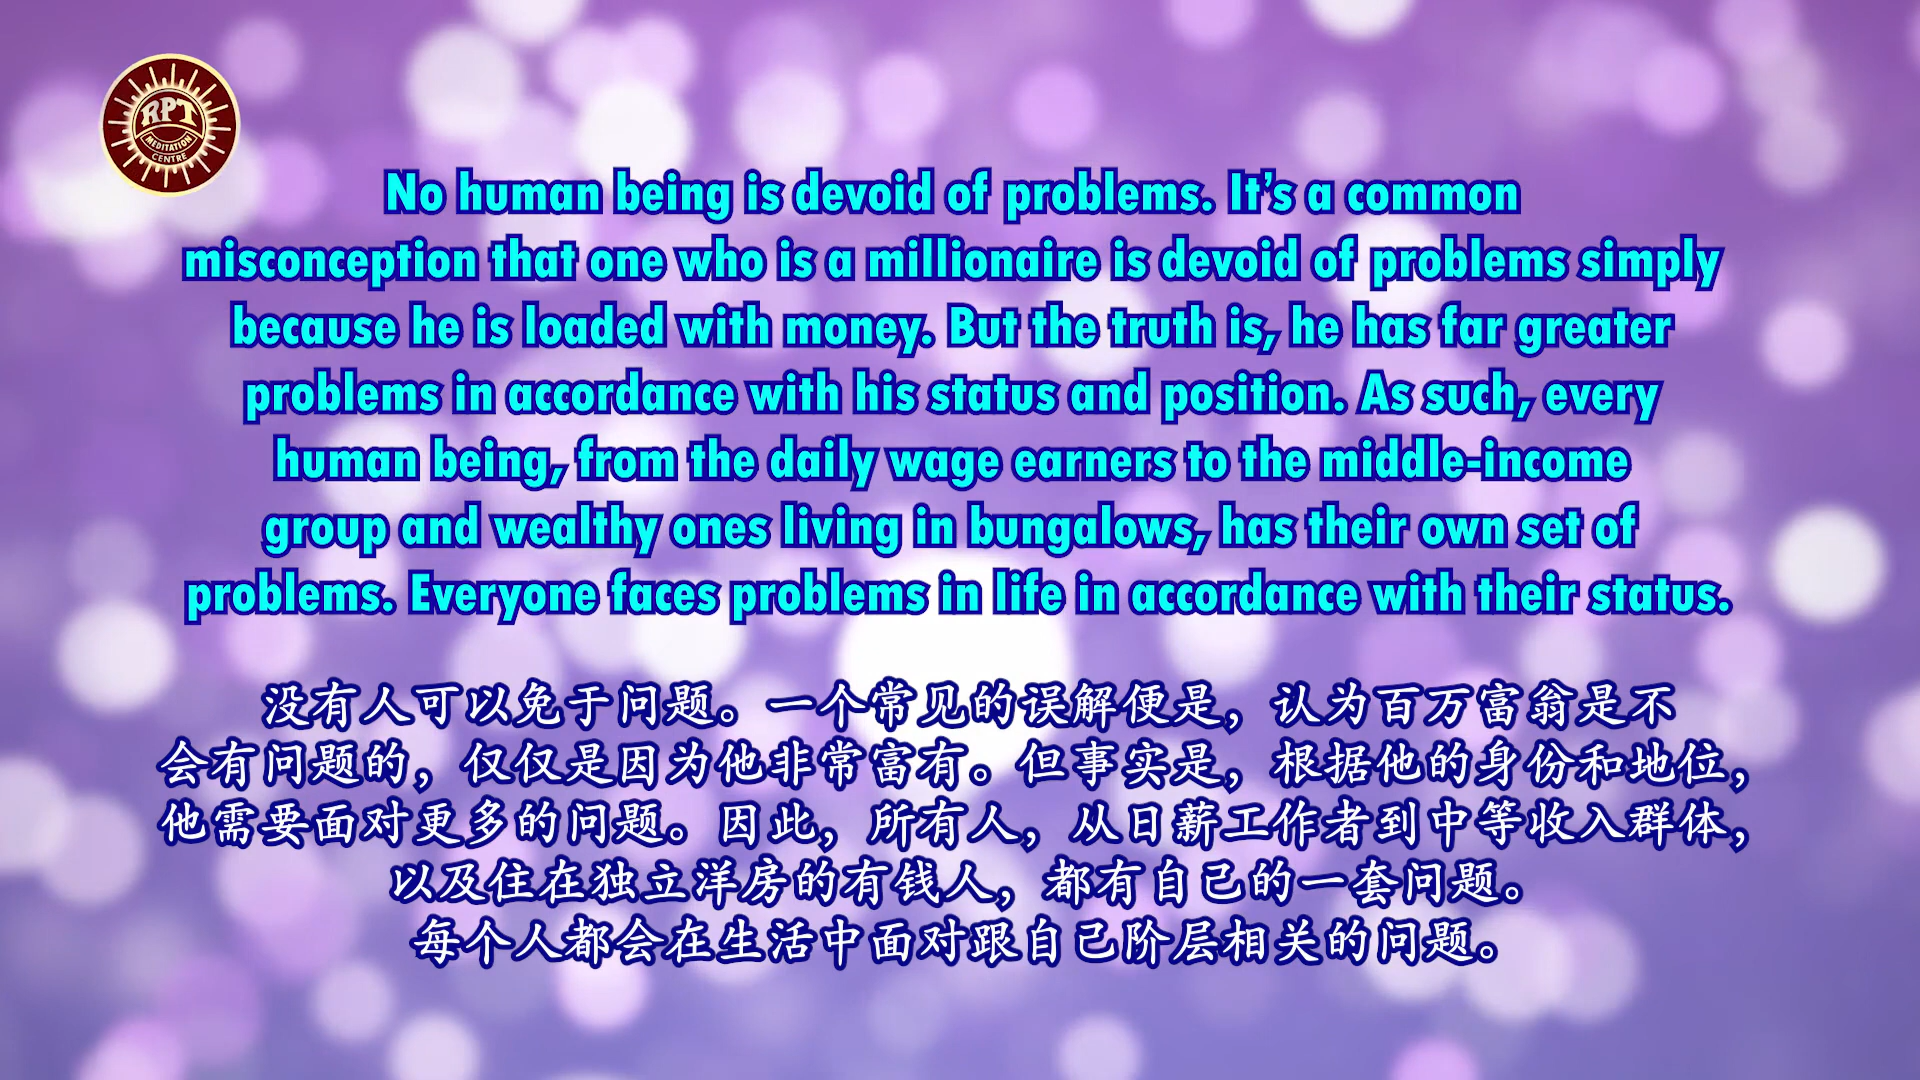 RPT
MEDITATION
CENTRE
No human being is devoid of problems. It’s a common
misconception that one who is a millionaire is devoid of problems simply
because he is loaded with money. But the truth is, he has far greater
problems in accordance with his status and position. As such, every
human being, from the daily wage earners to the middle-income
group and wealthy ones living in bungalows, has their own set of
problems. Everyone faces problems in life in accordance with their status.
没有人可以免于问题。一个常见的误解便是，认为百万富翁是不
会有问题的，仅仅是因为他非常富有。但事实是，根据他的身份和地位，
他需要面对更多的问题。因此，所有人，从日薪工作者到中等收入群体，
以及住在独立洋房的有钱人，都有自己的一套问题。
每个人都会在生活中面对跟自己阶层相关的问题。